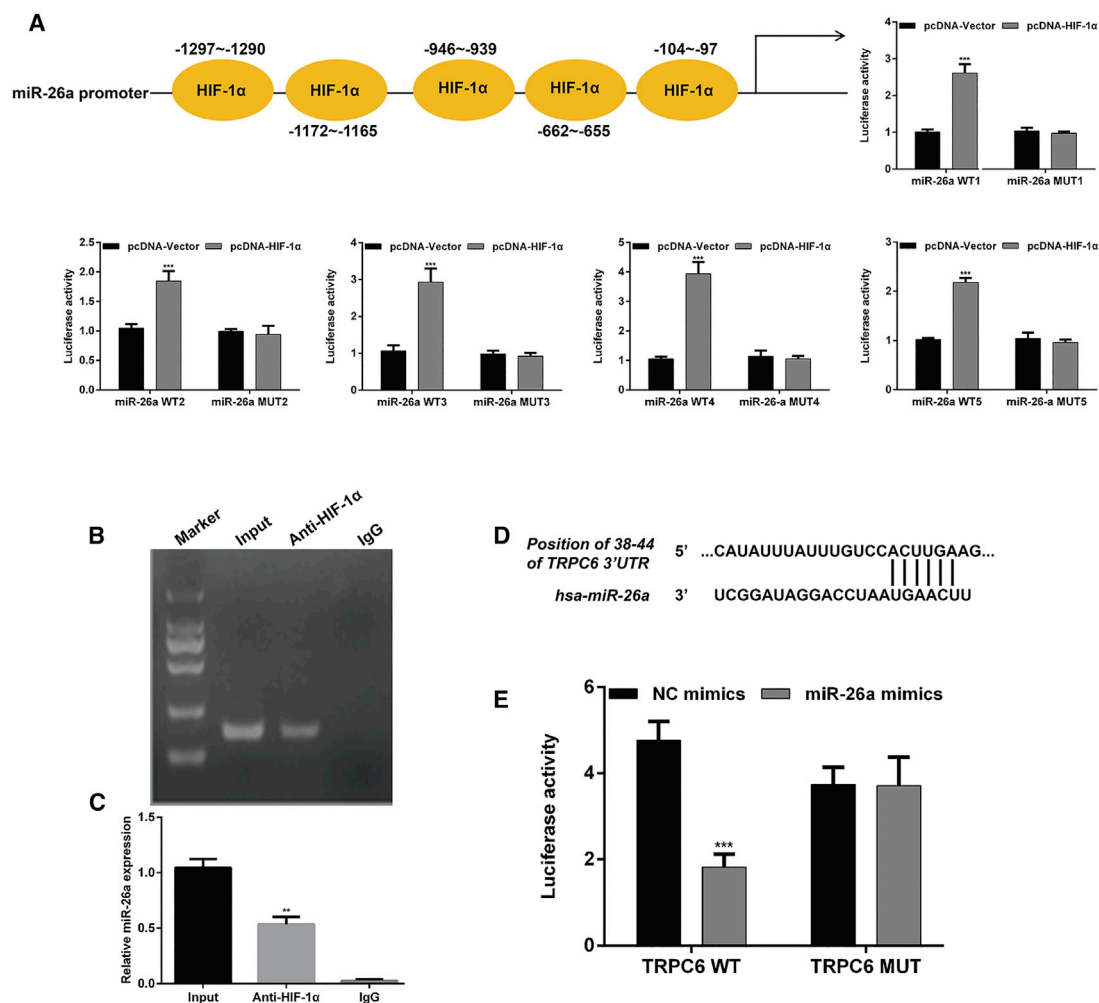 A
-1297~-1290
-946~-939
-104~-97
miR-26a promoter
HIF-1α HIF-1α HIF-1α HIF-1α HIF-1α
-1172~-1165
-662~-655
pcDNA-Vector pcDNA-HIF-1α
Luciferase activity
4
3
2
1
0
***
miR-26a WT1 miR-26a MUT1
pcDNA-Vector pcDNA-HIF-1α
Luciferase activity
2.5
2.0
1.5
1.0
0.5
0.0
***
miR-26a WT2 miR-26a MUT2
pcDNA-Vector pcDNA-HIF-1α
Luciferase activity
4
3
2
1
0
***
miR-26a WT3 miR-26a MUT3
pcDNA-Vector pcDNA-HIF-1α
Luciferase activity
5
4
3
2
1
0
***
miR-26a WT4 miR-26-a MUT4
pcDNA-Vector pcDNA-HIF-1α
Luciferase activity
3
2
1
0
***
miR-26a WT5 miR-26-a MUT5
B
Marker
Input
Anti-HIF-1α
IgG
C
Relative miR-26a expression
1.5
1.0
0.5
0.0
**
Input Anti-HIF-1α IgG
D
Position of 38-44 5’ ...CAUAUUUAUUUGUCCACUUGAAG...
of TRPC6 3’UTR
hsa-miR-26a 3’ UCGGAUAGGACCUAAUGAACUU
E
NC mimics miR-26a mimics
Luciferase activity
6
4
2
0
***
TRPC6 WT TRPC6 MUT